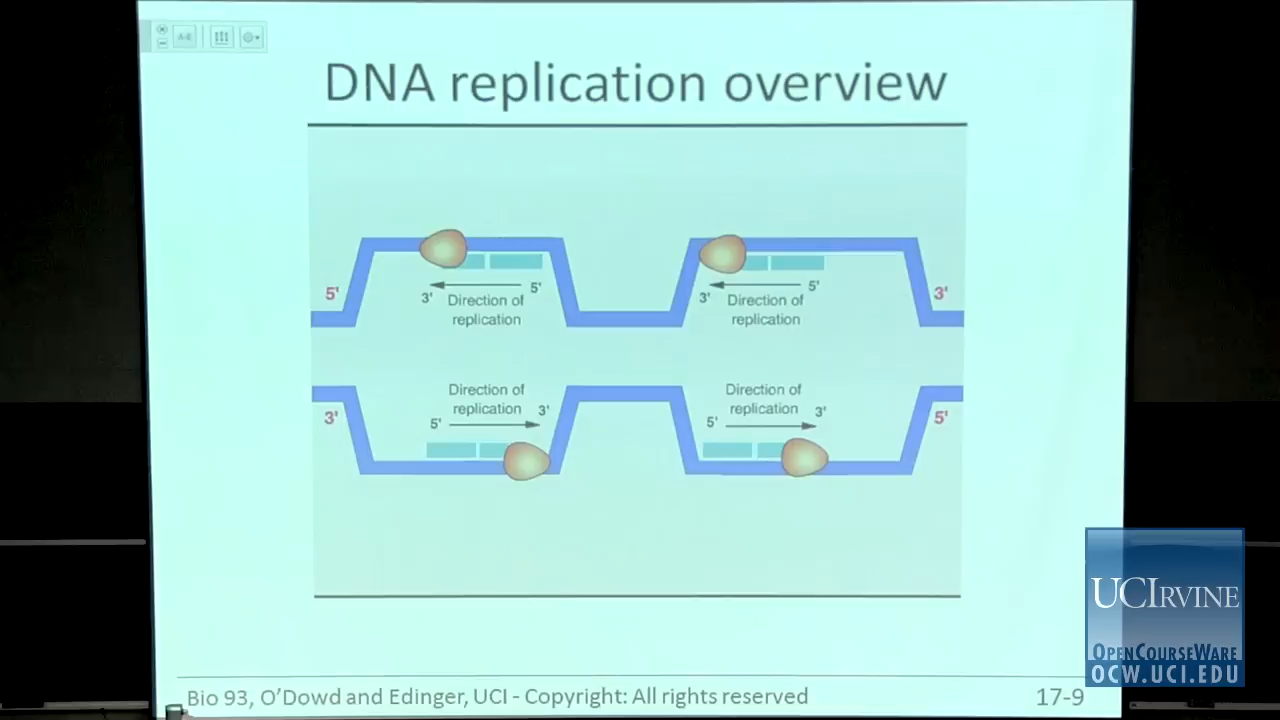 A-B
DNA replication overview
5'
3'
5'
Direction of
replication
3'
5'
Direction of
replication
3'
3'
Direction of
replication
5'
3'
Direction of
replication
5'
3'
5'
UCIRVINE
OPENCOURSEWARE
OCW.UCI.EDU
Bio 93, O'Dowd and Edinger, UCI - Copyright: All rights reserved
17-9